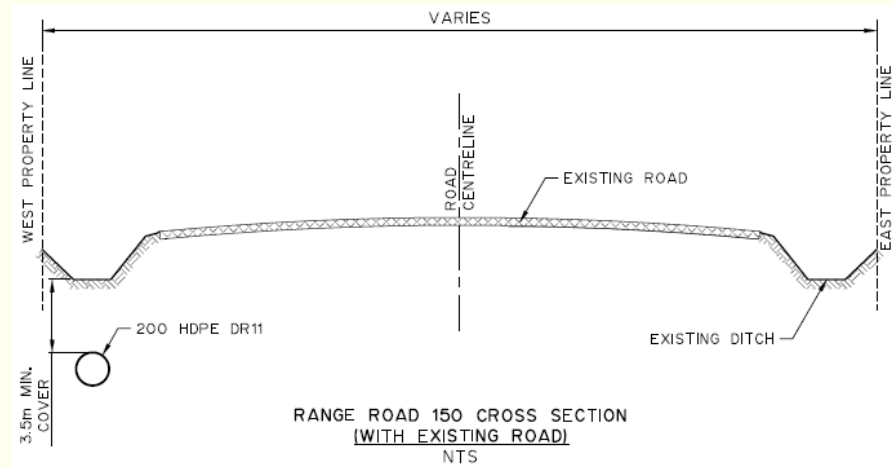 VARIES
WEST PROPERTY LINE
EAST PROPERTY LINE
ROAD
CENTRELINE
EXISTING ROAD
200 HDPE DR11
EXISTING DITCH
3.5m MIN.
COVER
RANGE ROAD 150 CROSS SECTION
(WITH EXISTING ROAD)
NTS